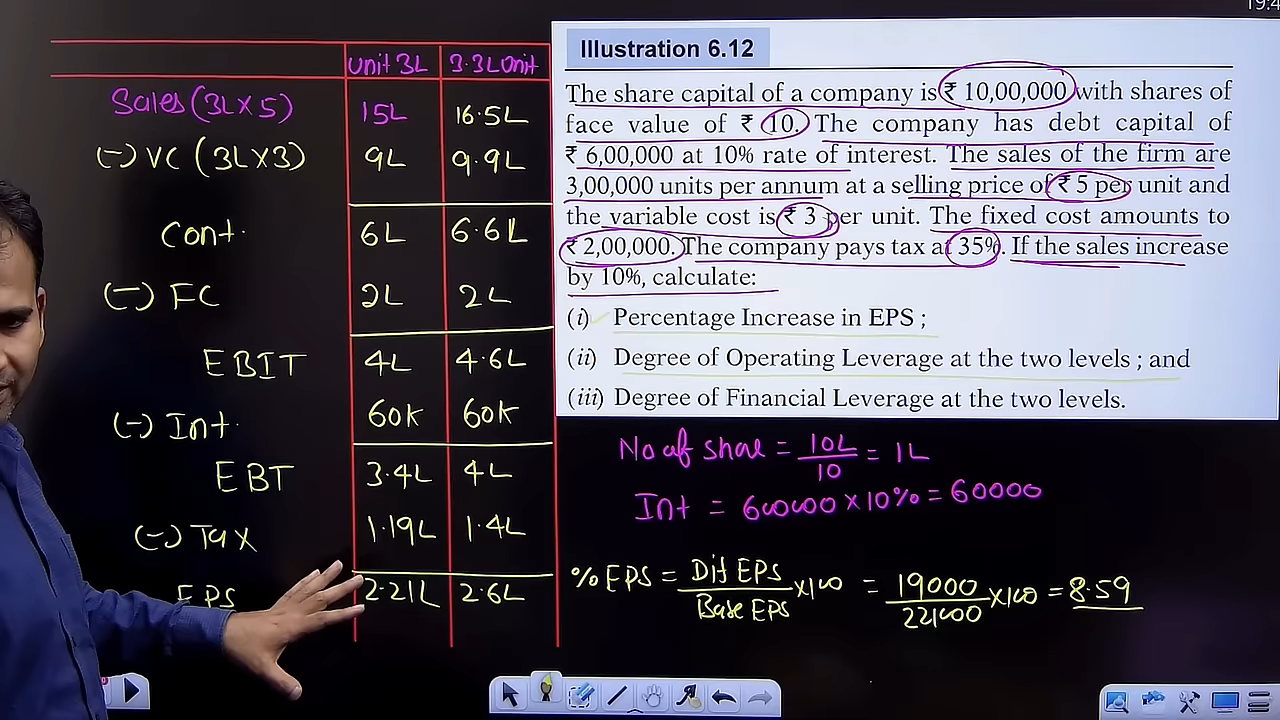 19:4
unit 3L 3.3L Unit
Sales (3L×5) 15L 16.5L
(-) VC (3L×3) 9L 9.9L
Cont. 6L 6.6L
(-) FC 2L 2L
EBIT 4L 4.6L
(-) Int. 60K 60K
EBT 3.4L 4L
(-) Tax 1.19L 1.4L
EPS 2.21L 2.6L
Illustration 6.12
The share capital of a company is ₹ 10,00,000 with shares of
face value of ₹ 10. The company has debt capital of
₹ 6,00,000 at 10% rate of interest. The sales of the firm are
3,00,000 units per annum at a selling price of ₹ 5 per unit and
the variable cost is ₹ 3 per unit. The fixed cost amounts to
₹ 2,00,000. The company pays tax at 35%. If the sales increase
by 10%, calculate:
(i) Percentage Increase in EPS ;
(ii) Degree of Operating Leverage at the two levels ; and
(iii) Degree of Financial Leverage at the two levels.
No of share = 10L/10 = 1L
Int = 600000 × 10% = 60000
% EPS = Dif EPS/Base EPS ×100 = 19000/221000 ×100 = 8.59